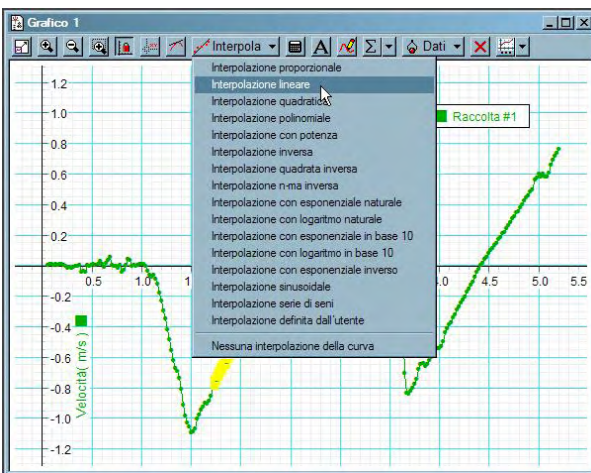 Grafico 1
Interpola
A
Σ
Dati
Interpolazione proporzionale
Interpolazione lineare
Interpolazione quadratica
Interpolazione polinomiale
Interpolazione con potenza
Interpolazione inversa
Interpolazione quadrata inversa
Interpolazione n-ma inversa
Interpolazione con esponenziale naturale
Interpolazione con logaritmo naturale
Interpolazione con esponenziale in base 10
Interpolazione con logaritmo in base 10
Interpolazione con esponenziale inverso
Interpolazione sinusoidale
Interpolazione serie di seni
Interpolazione definita dall'utente
Nessuna interpolazione della curva
Raccolta #1
1.2
1.0
0.8
0.6
0.4
0.2
-0.2
-0.4
-0.6
-0.8
-1.0
-1.2
Velocità( m/s )
0.5 1.0 4.5 5.0 5.5